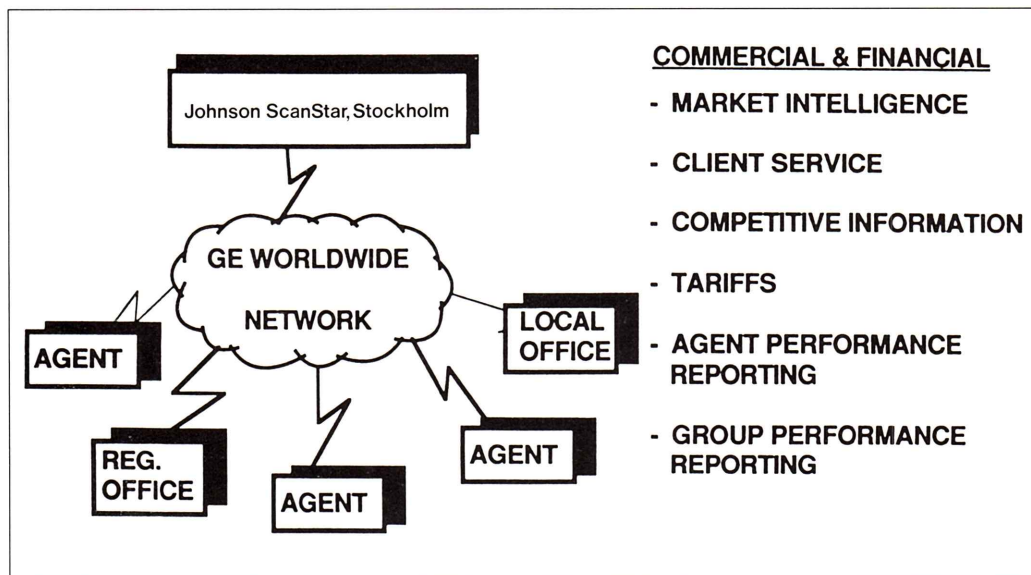 Johnson ScanStar, Stockholm
GE WORLDWIDE
NETWORK
AGENT
REG.
OFFICE
AGENT
AGENT
LOCAL
OFFICE
COMMERCIAL & FINANCIAL
- MARKET INTELLIGENCE
- CLIENT SERVICE
- COMPETITIVE INFORMATION
- TARIFFS
- AGENT PERFORMANCE
REPORTING
- GROUP PERFORMANCE
REPORTING